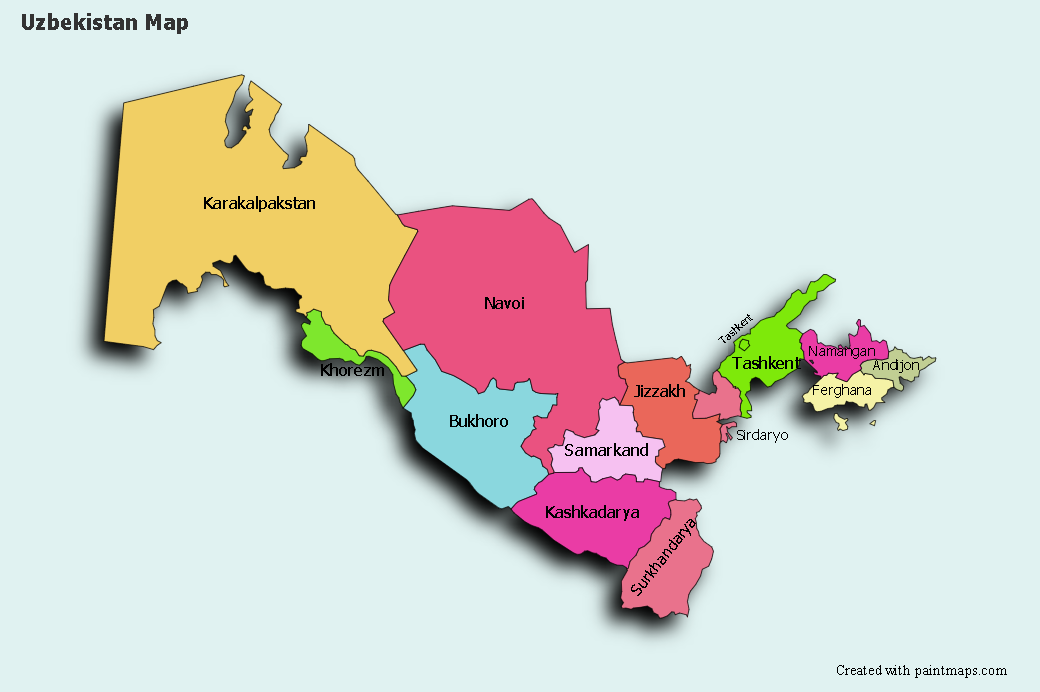 Uzbekistan Map
Karakalpakstan
Navoi
Tashkent
Namangan
Tashkent
Andijon
Khorezm
Jizzakh
Ferghana
Bukhoro
Sirdaryo
Samarkand
Kashkadarya
Surkhandarya
Created with paintmaps.com